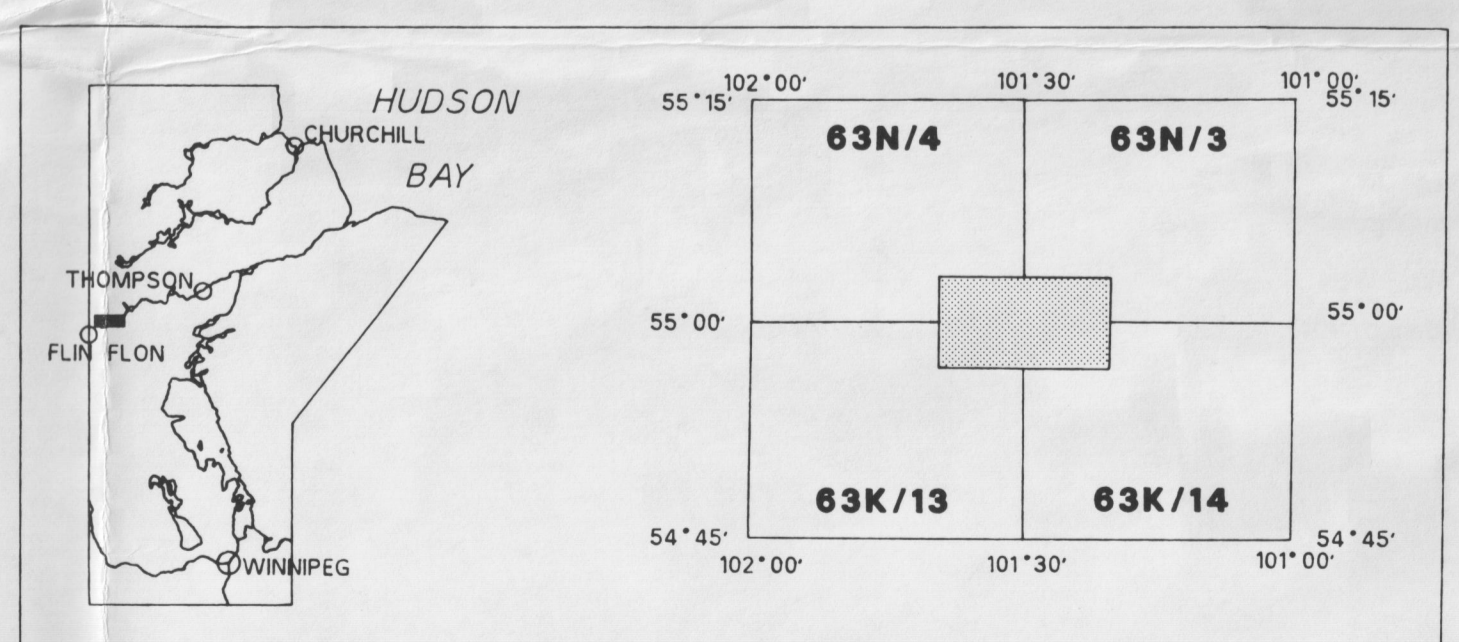 HUDSON
CHURCHILL
BAY
THOMPSON
FLIN FLON
WINNIPEG
102°00' 101°30' 101°00'
55°15' 55°15'
63N/4 63N/3
55°00' 55°00'
63K/13 63K/14
54°45' 54°45'
102°00' 101°30' 101°00'